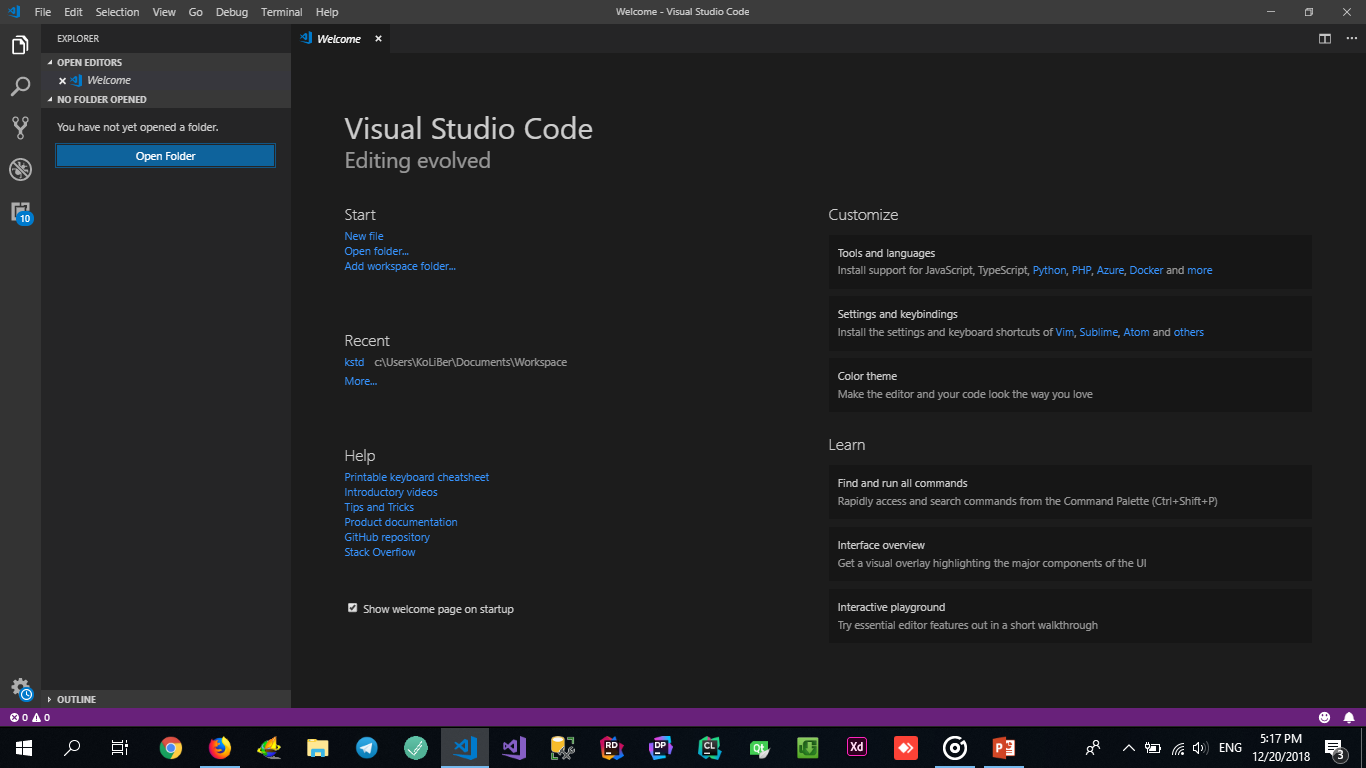 File Edit Selection View Go Debug Terminal Help
Welcome - Visual Studio Code
EXPLORER
Welcome
OPEN EDITORS
Welcome
NO FOLDER OPENED
You have not yet opened a folder.
Open Folder
10
OUTLINE
Visual Studio Code
Editing evolved
Start
New file
Open folder...
Add workspace folder...
Recent
kstd c:\Users\KoLiBer\Documents\Workspace
More...
Help
Printable keyboard cheatsheet
Introductory videos
Tips and Tricks
Product documentation
GitHub repository
Stack Overflow
Show welcome page on startup
Customize
Tools and languages
Install support for JavaScript, TypeScript, Python, PHP, Azure, Docker and more
Settings and keybindings
Install the settings and keyboard shortcuts of Vim, Sublime, Atom and others
Color theme
Make the editor and your code look the way you love
Learn
Find and run all commands
Rapidly access and search commands from the Command Palette (Ctrl+Shift+P)
Interface overview
Get a visual overlay highlighting the major components of the UI
Interactive playground
Try essential editor features out in a short walkthrough
0 0
RD DP CL Qt Xd P
ENG
5:17 PM
12/20/2018
3